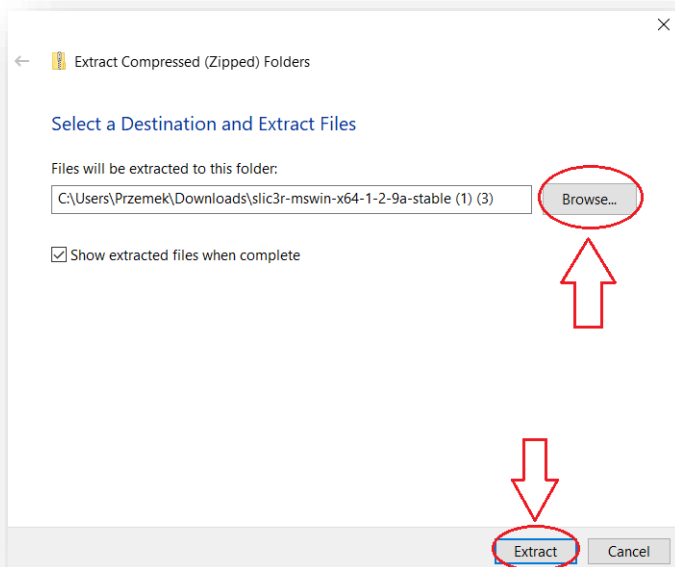 Extract Compressed (Zipped) Folders
Select a Destination and Extract Files
Files will be extracted to this folder:
C:\Users\Przemek\Downloads\slic3r-mswin-x64-1-2-9a-stable (1) (3)
Browse...
Show extracted files when complete
Extract
Cancel